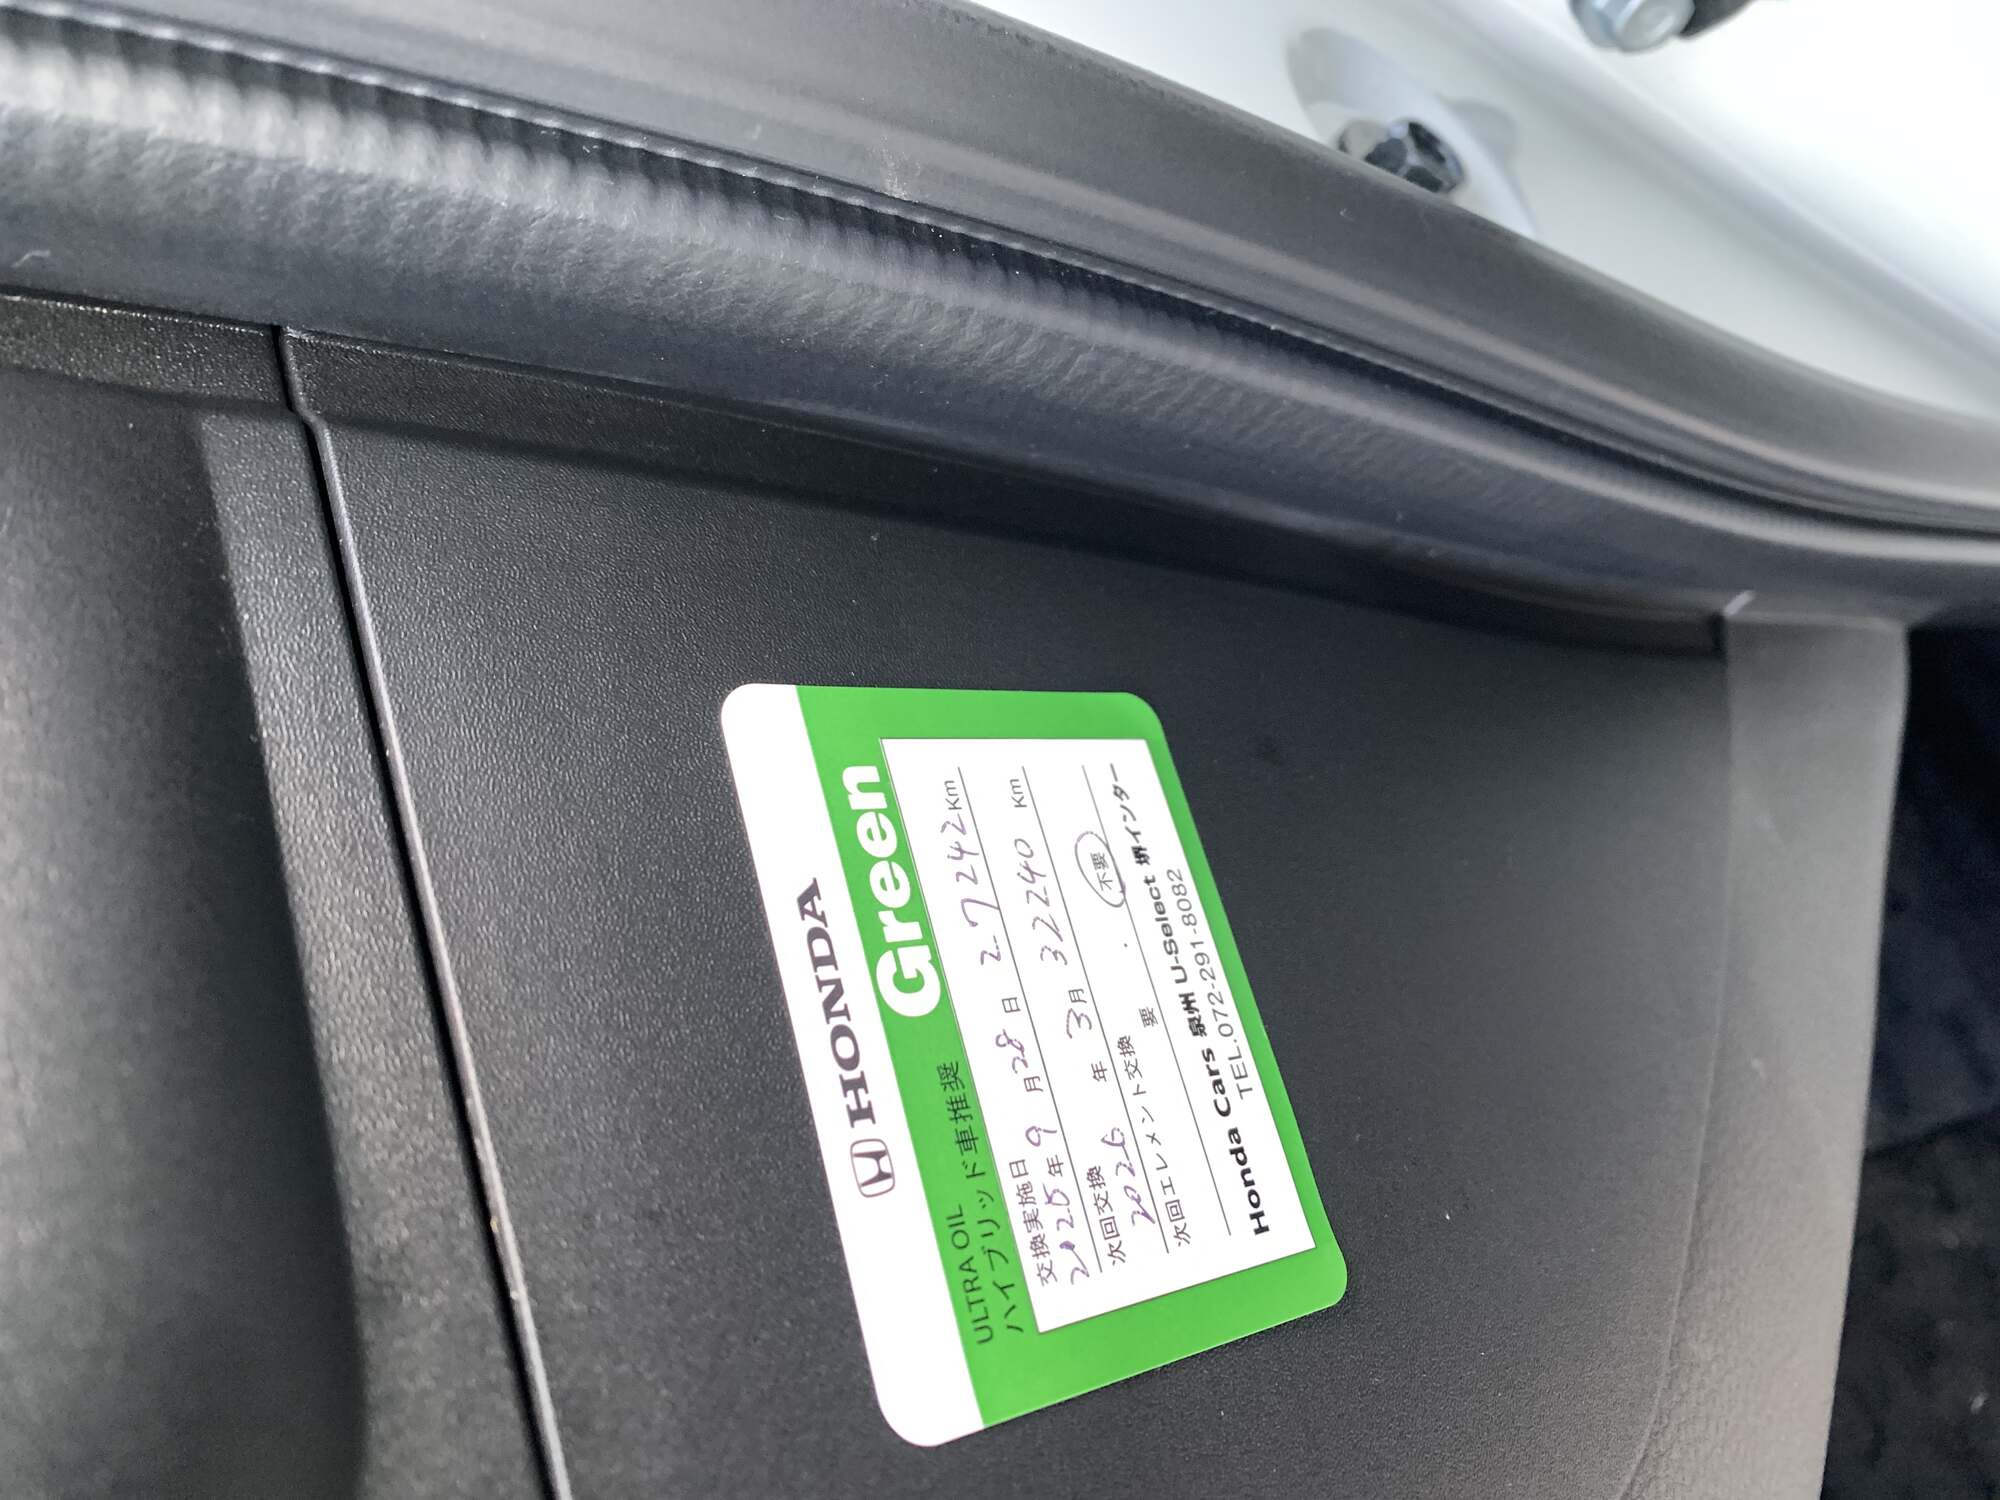 HONDA
ULTRA OIL
Green
ハイブリッド車推奨
交換実施日
2025年 9月28日 27242Km
次回交換
2026年 3月 32240Km
次回エレメント交換 要 ・ 不要
Honda Cars 泉州 U-Select 堺インター
TEL.072-291-8082